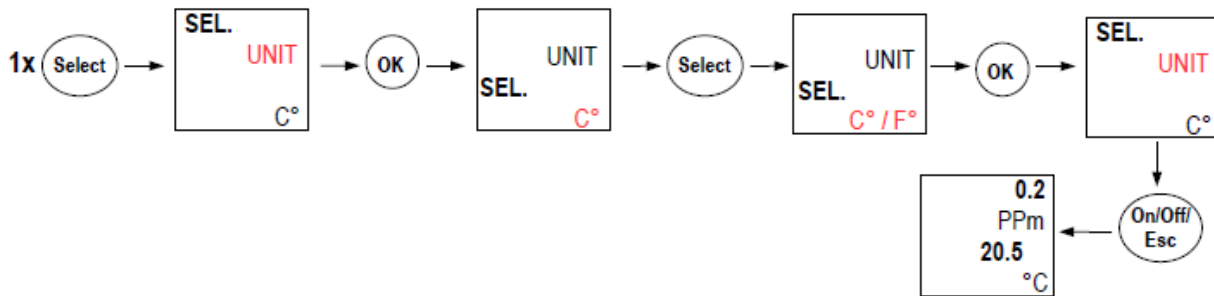 1x Select
SEL.
UNIT
C°
OK
UNIT
SEL.
C°
Select
UNIT
SEL.
C° / F°
OK
SEL.
UNIT
C°
On/Off/
Esc
0.2
PPm
20.5
°C